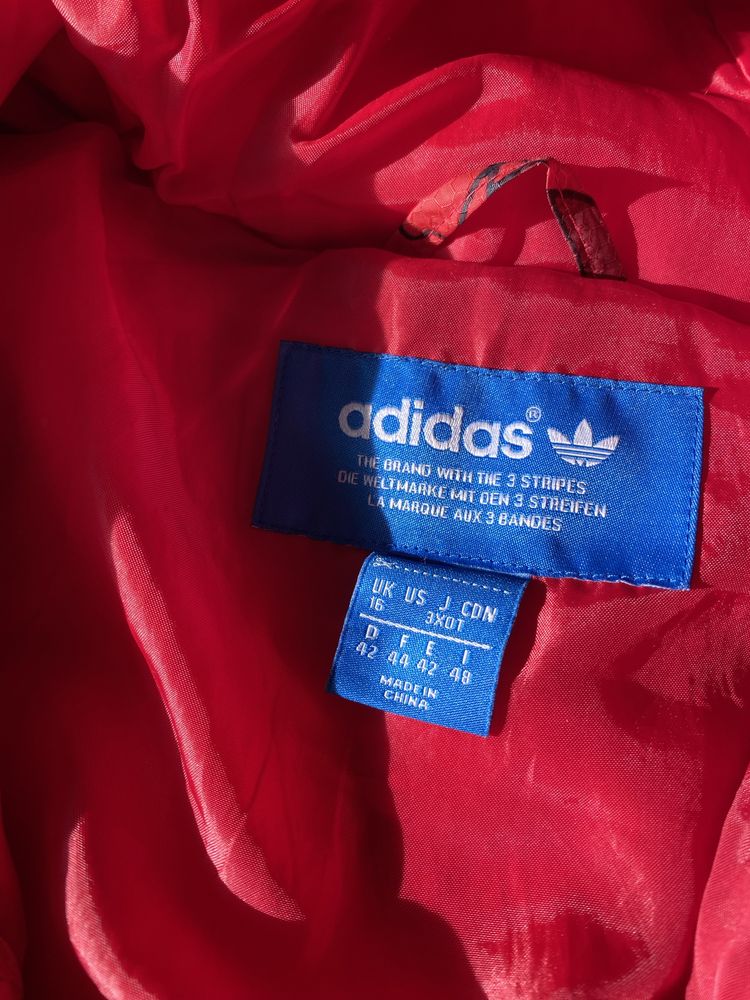 adidas®
THE BRAND WITH THE 3 STRIPES
DIE WELTMARKE MIT DEN 3 STREIFEN
LA MARQUE AUX 3 BANDES
UK US J CDN
16 3XOT
D F E I
42 44 42 48
MADE IN
CHINA